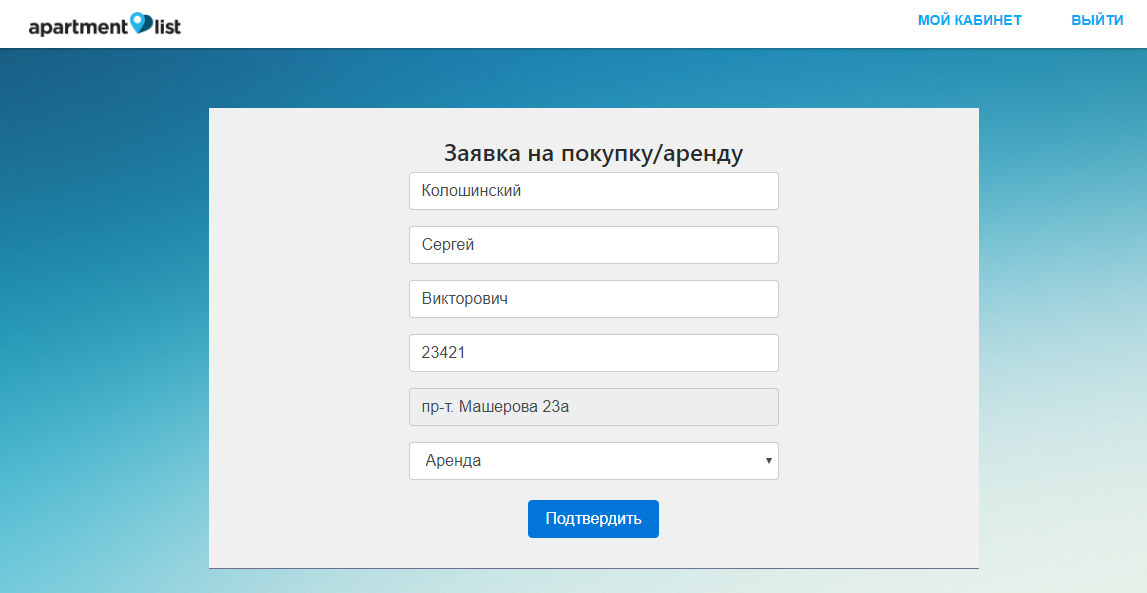 apartment list
МОЙ КАБИНЕТ
ВЫЙТИ
Заявка на покупку/аренду
Колошинский
Сергей
Викторович
23421
пр-т. Машерова 23а
Аренда
Подтвердить